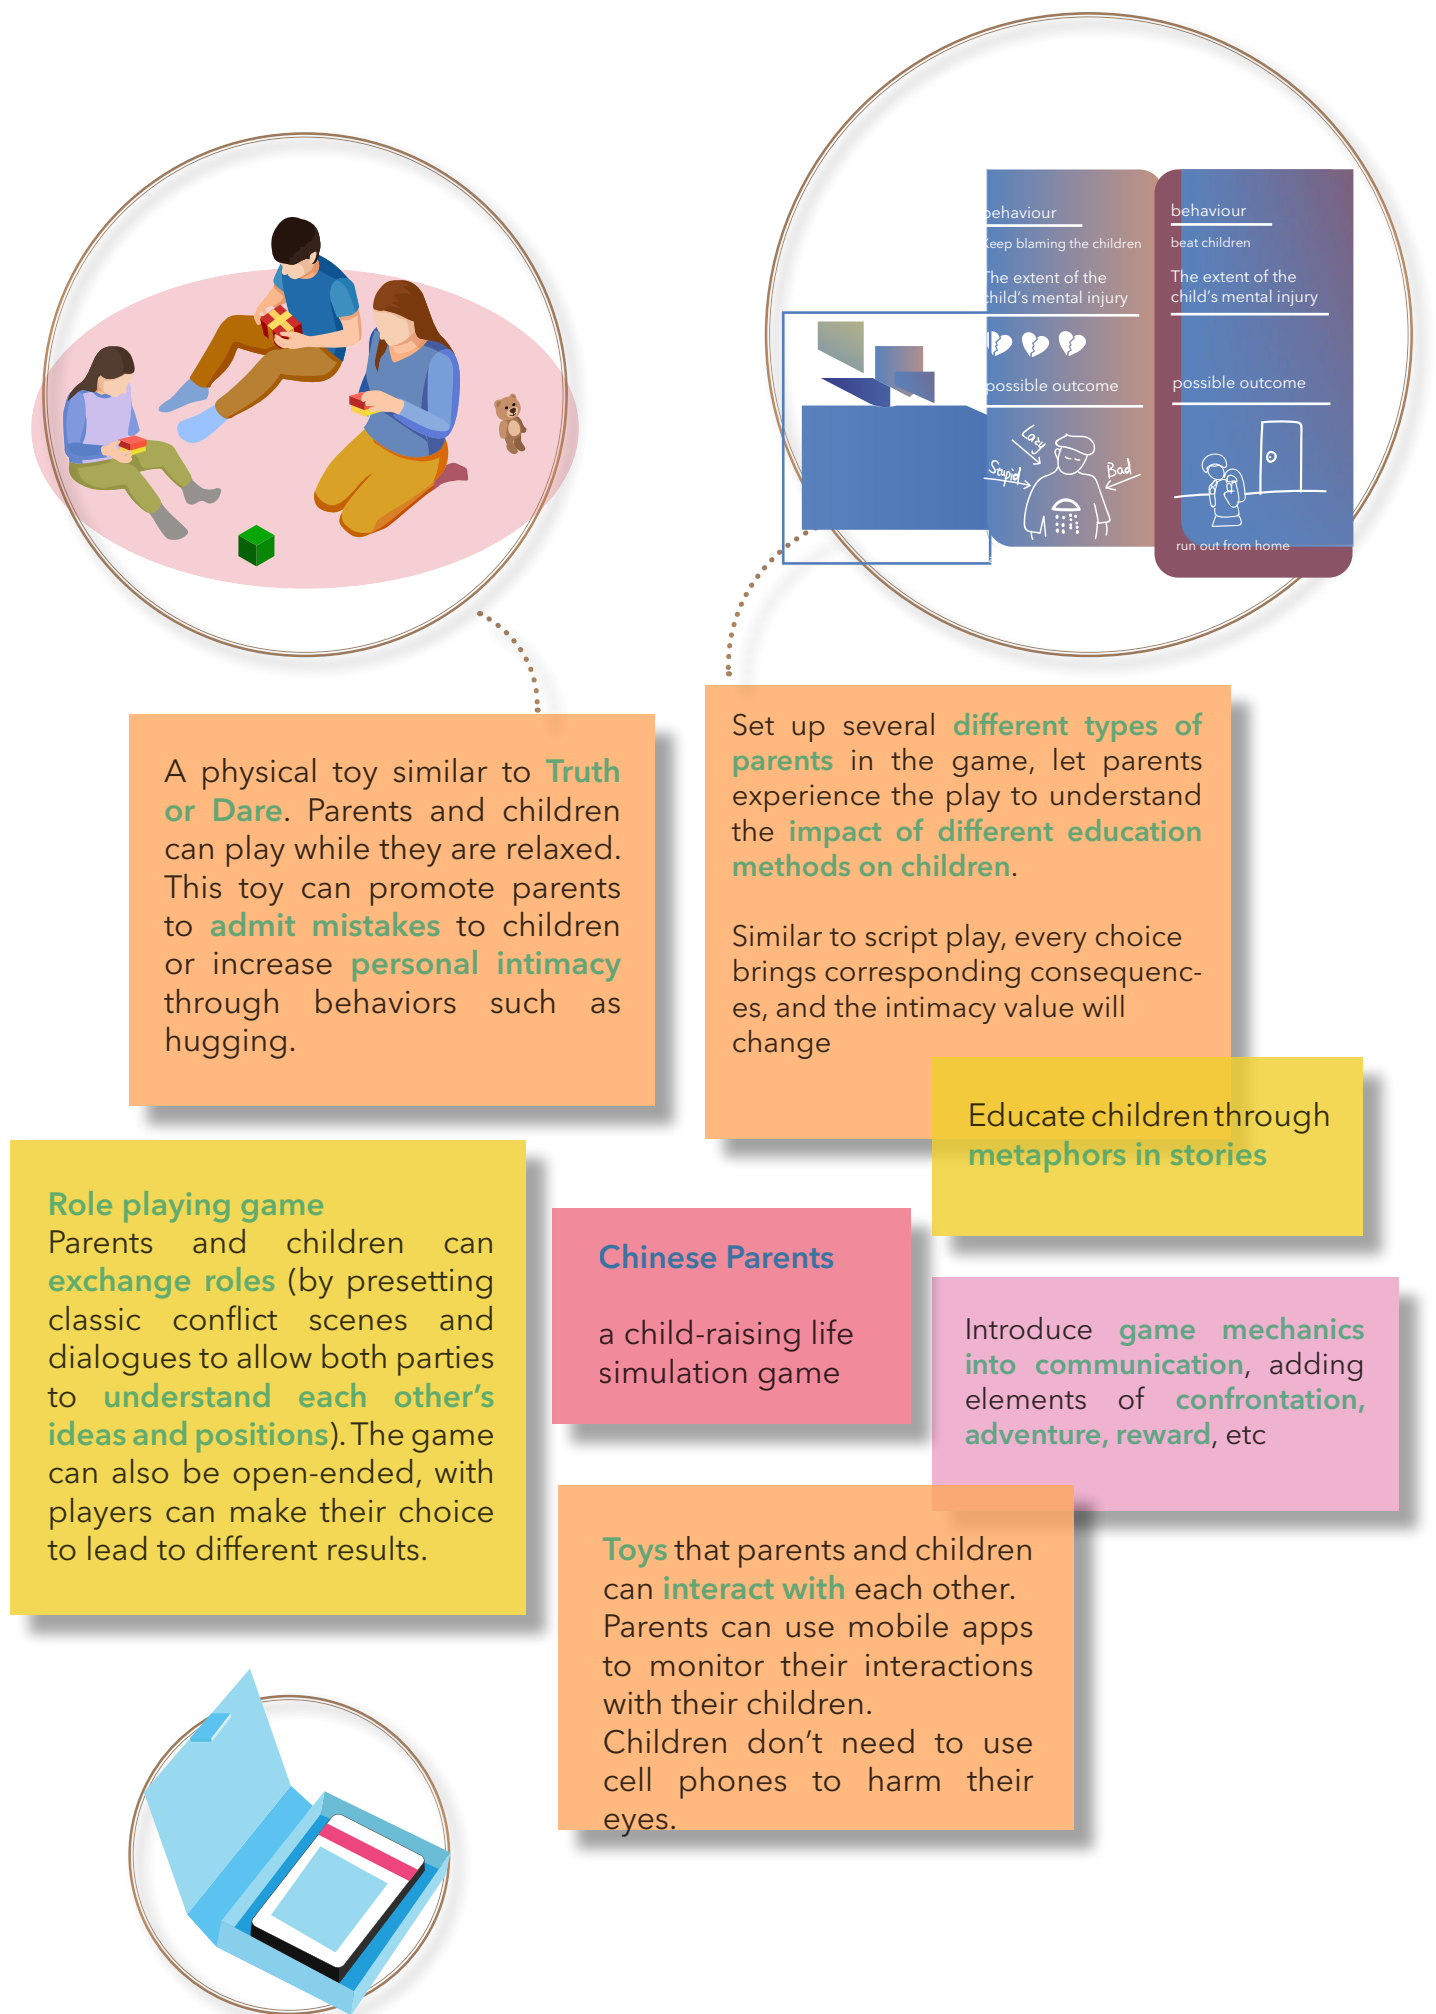 behaviour
Keep blaming the children
The extent of the
child's mental injury
possible outcome
Lazy
Stupid
Bad
behaviour
beat children
The extent of the
child's mental injury
possible outcome
run out from home
A physical toy similar to Truth
or Dare. Parents and children
can play while they are relaxed.
This toy can promote parents
to admit mistakes to children
or increase personal intimacy
through behaviors such as
hugging.
Set up several different types of
parents in the game, let parents
experience the play to understand
the impact of different education
methods on children.
Similar to script play, every choice
brings corresponding consequenc-
es, and the intimacy value will
change
Educate children through
metaphors in stories
Role playing game
Parents and children can
exchange roles (by presetting
classic conflict scenes and
dialogues to allow both parties
to understand each other's
ideas and positions). The game
can also be open-ended, with
players can make their choice
to lead to different results.
Chinese Parents
a child-raising life
simulation game
Introduce game mechanics
into communication, adding
elements of confrontation,
adventure, reward, etc
Toys that parents and children
can interact with each other.
Parents can use mobile apps
to monitor their interactions
with their children.
Children don't need to use
cell phones to harm their
eyes.